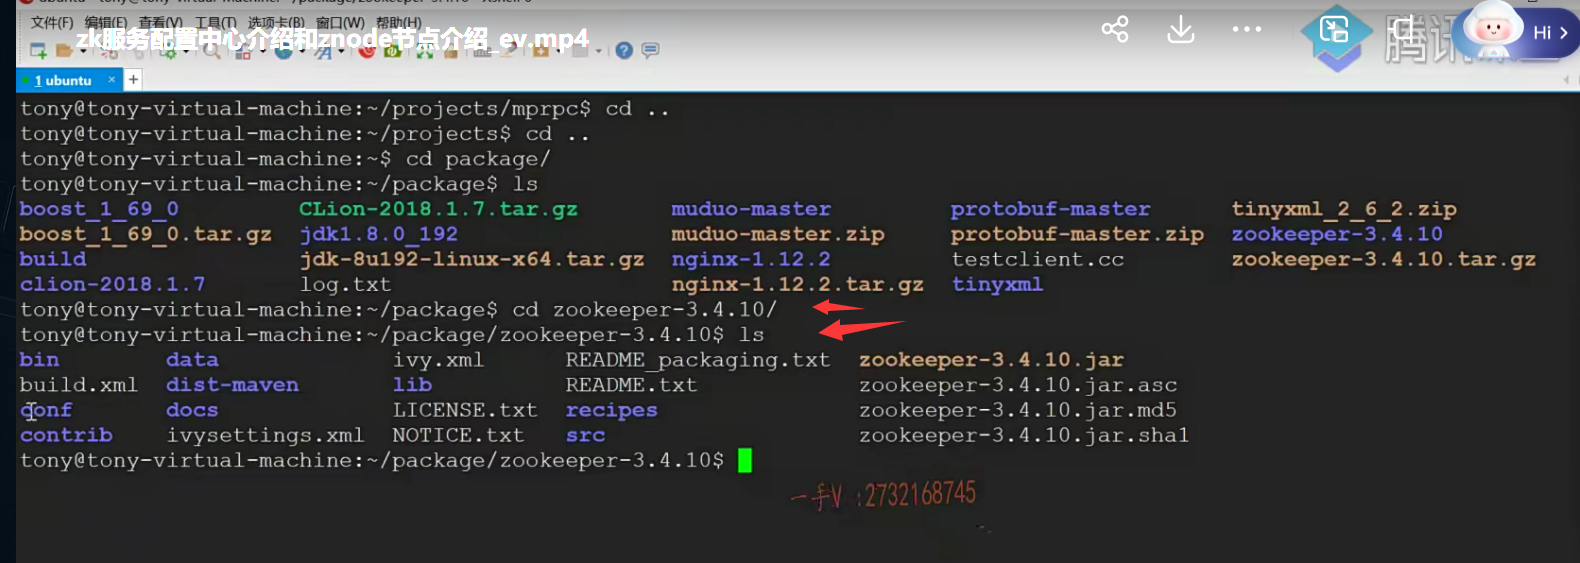 文件(F) 编辑(E) 查看(V) 工具(T) 选项卡(B) 窗口(W) 帮助(H)
zk服务配置中心介绍和znode节点介绍_ev.mp4
Hi >
1 ubuntu × +
tony@tony-virtual-machine:~/projects/mprpc$ cd ..
tony@tony-virtual-machine:~/projects$ cd ..
tony@tony-virtual-machine:~$ cd package/
tony@tony-virtual-machine:~/package$ ls
boost_1_69_0 CLion-2018.1.7.tar.gz muduo-master protobuf-master tinyxml_2_6_2.zip
boost_1_69_0.tar.gz jdk1.8.0_192 muduo-master.zip protobuf-master.zip zookeeper-3.4.10
build jdk-8u192-linux-x64.tar.gz nginx-1.12.2 testclient.cc zookeeper-3.4.10.tar.gz
clion-2018.1.7 log.txt nginx-1.12.2.tar.gz tinyxml
tony@tony-virtual-machine:~/package$ cd zookeeper-3.4.10/
tony@tony-virtual-machine:~/package/zookeeper-3.4.10$ ls
bin data ivy.xml README_packaging.txt zookeeper-3.4.10.jar
build.xml dist-maven lib README.txt zookeeper-3.4.10.jar.asc
conf docs LICENSE.txt recipes zookeeper-3.4.10.jar.md5
contrib ivysettings.xml NOTICE.txt src zookeeper-3.4.10.jar.sha1
tony@tony-virtual-machine:~/package/zookeeper-3.4.10$
一手V :2732168745